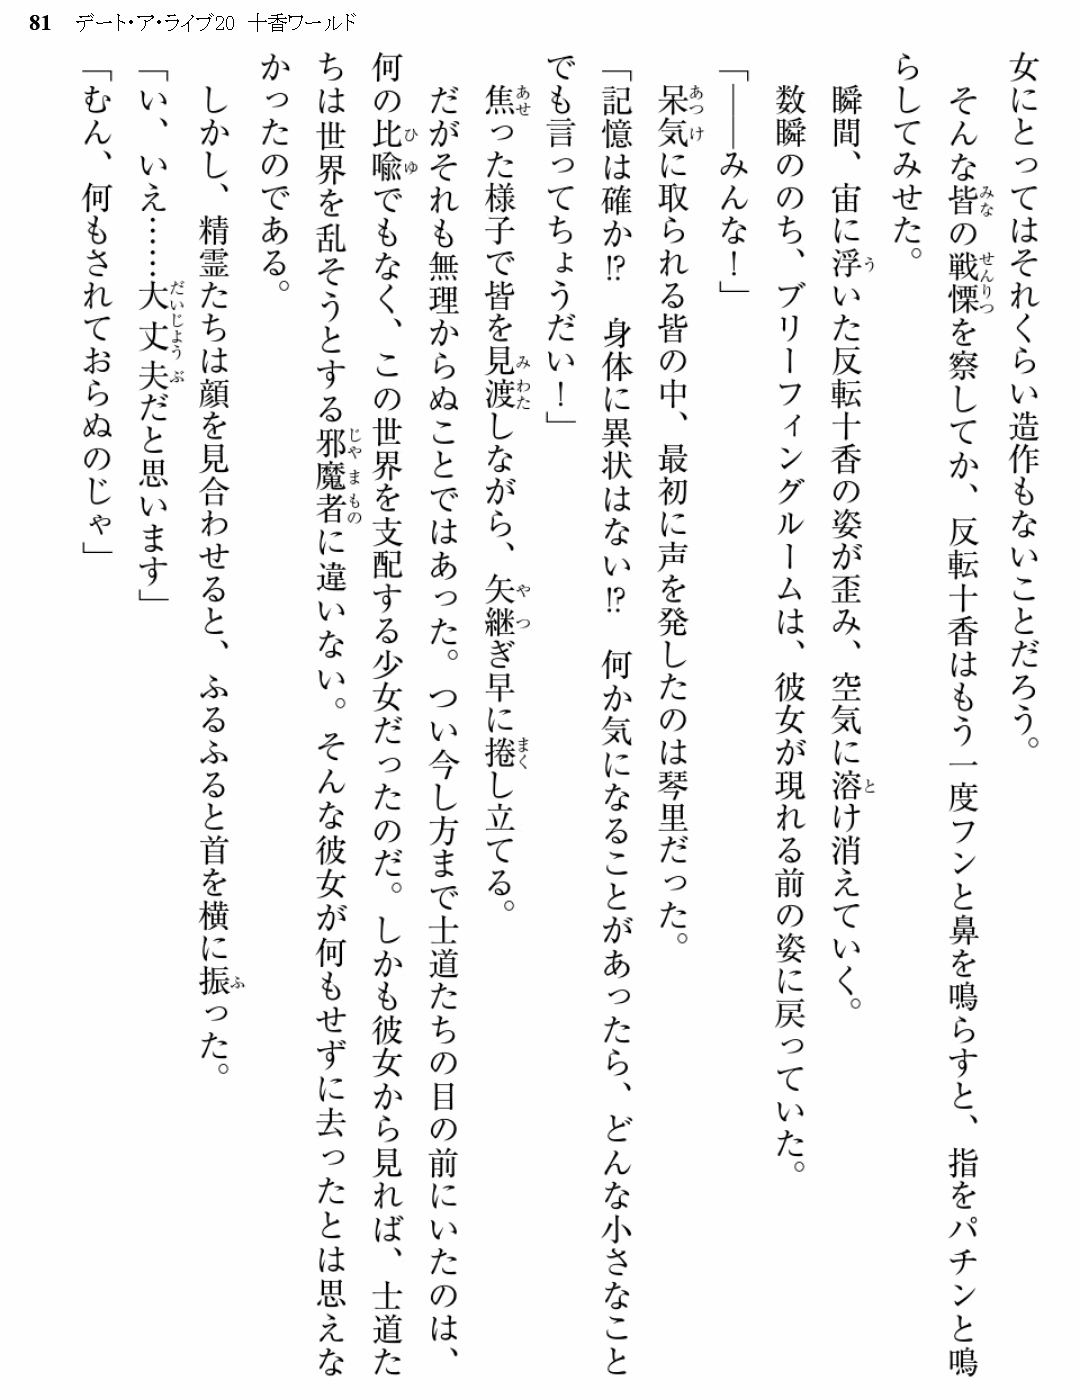 81 デート・ア・ライブ20 十香ワールド
女にとってはそれくらい造作もないことだろう。
そんな皆の戦慄を察してか、反転十香はもう一度フンと鼻を鳴らすと、指をパチンと鳴
らしてみせた。
瞬間、宙に浮いた反転十香の姿が歪み、空気に溶け消えていく。
数瞬ののち、ブリーフィングルームは、彼女が現れる前の姿に戻っていた。
「――みんな！」
呆気に取られる皆の中、最初に声を発したのは琴里だった。
「記憶は確か⁉ 身体に異状はない⁉ 何か気になることがあったら、どんな小さなこと
でも言ってちょうだい！」
焦った様子で皆を見渡しながら、矢継ぎ早に捲し立てる。
だがそれも無理からぬことではあった。つい今し方まで士道たちの目の前にいたのは、
何の比喩でもなく、この世界を支配する少女だったのだ。しかも彼女から見れば、士道た
ちは世界を乱そうとする邪魔者に違いない。そんな彼女が何もせずに去ったとは思えな
かったのである。
しかし、精霊たちは顔を見合わせると、ふるふると首を横に振った。
「い、いえ……大丈夫だと思います」
「むん、何もされておらぬのじゃ」